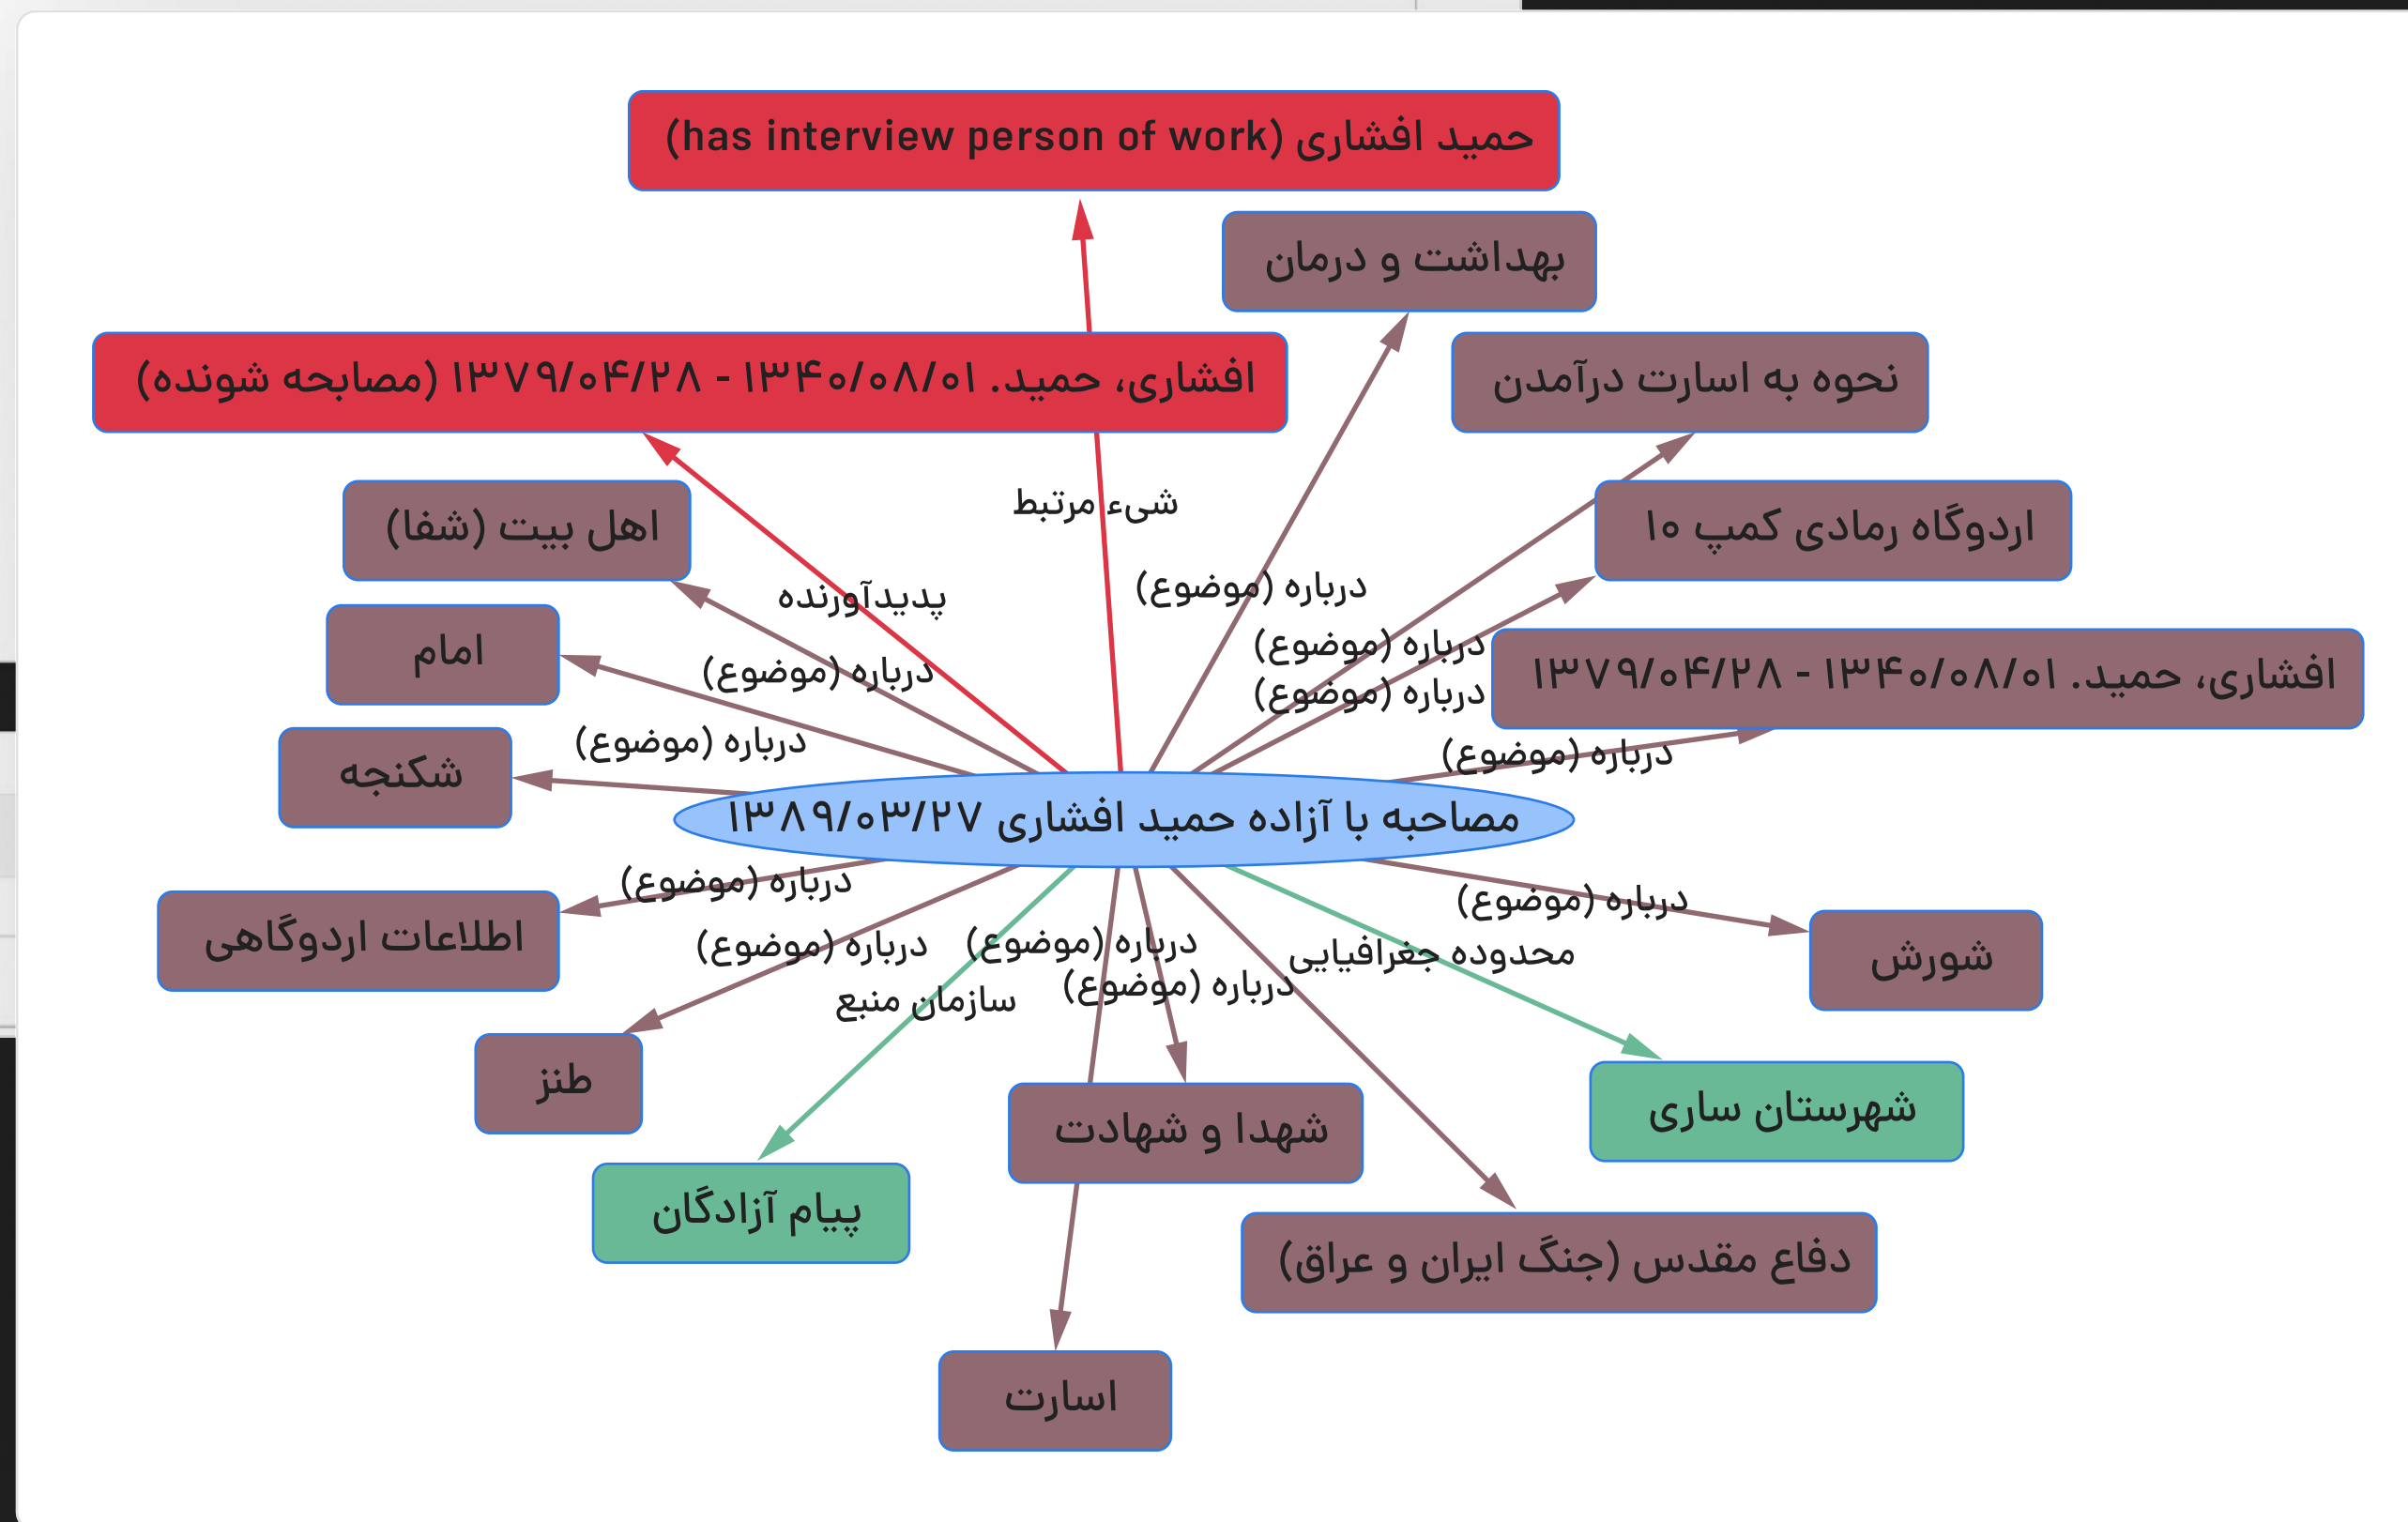 حمید افشاری (has interview person of work)
بهداشت و درمان
افشاری، حمید. ۱۳۴۰/۰۸/۰۱ - ۱۳۷۹/۰۴/۲۸ (مصابحه شونده)
نحوه به اسارت درآمدن
شیء مرتبط
اهل بیت (شفا)
اردوگاه رمادی کمپ ۱۰
پدیدآورنده
درباره (موضوع)
امام
درباره (موضوع)
درباره (موضوع)
درباره (موضوع)
افشاری، حمید. ۱۳۴۰/۰۸/۰۱ - ۱۳۷۹/۰۴/۲۸
شکنجه
درباره (موضوع)
درباره (موضوع)
مصاحبه با آزاده حمید افشاری ۱۳۸۹/۰۳/۲۷
درباره (موضوع)
درباره (موضوع)
اطلاعات اردوگاهی
درباره (موضوع)
درباره (موضوع)
محدوده جغرافیایی
شورش
سازمان منبع
درباره (موضوع)
طنز
شهدا و شهادت
شهرستان ساری
پیام آزادگان
دفاع مقدس (جنگ ایران و عراق)
اسارت